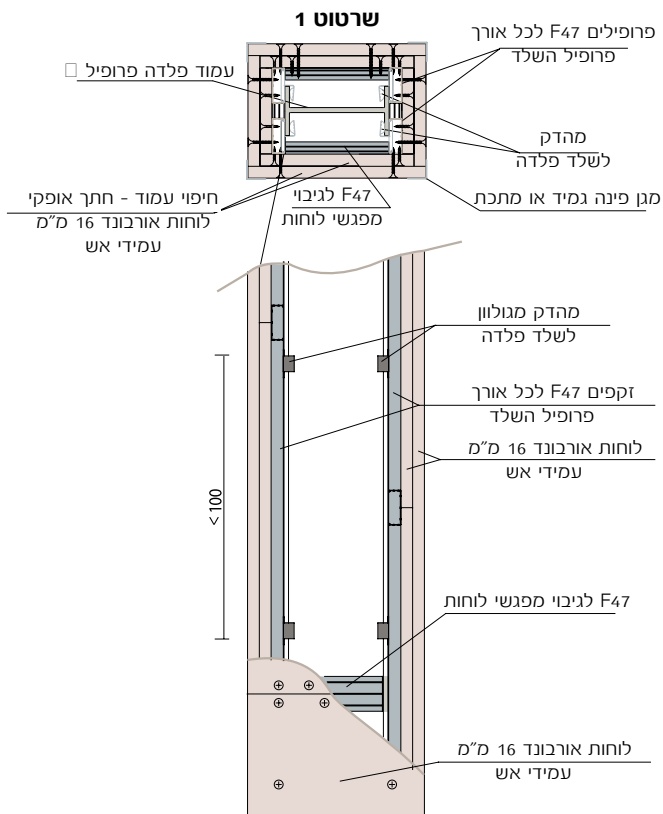 שרטוט 1
פרופילים F47 לכל אורך
פרופיל השלד
עמוד פלדה פרופיל □
מהדק
לשלד פלדה
מגן פינה גמיד או מתכת
F47 לגיבוי
מפגשי לוחות
חיפוי עמוד - חתך אופקי
לוחות אורבונד 16 מ"מ
עמידי אש
מהדק מגולוון
לשלד פלדה
זקפים F47 לכל אורך
פרופיל השלד
לוחות אורבונד 16 מ"מ
עמידי אש
<100
F47 לגיבוי מפגשי לוחות
לוחות אורבונד 16 מ"מ
עמידי אש